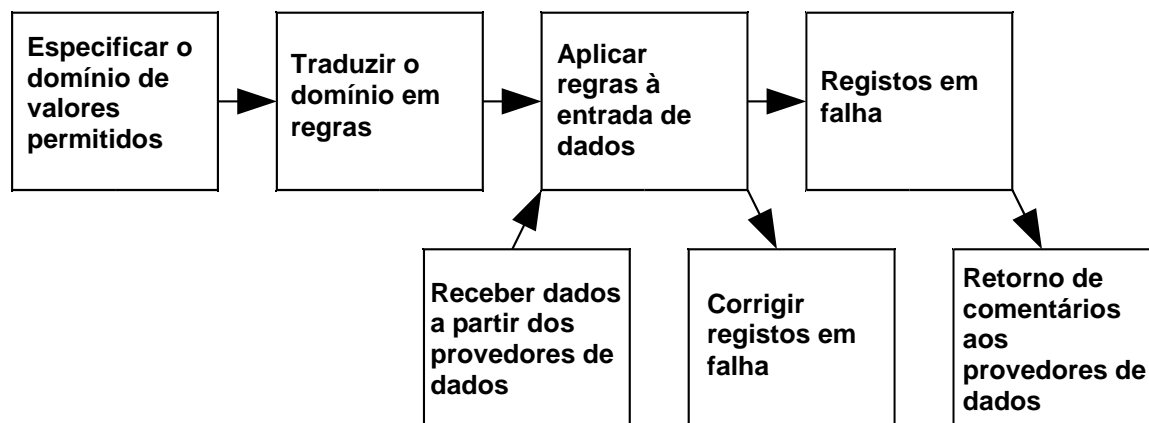 Especificar o
domínio de
valores
permitidos
Traduzir o
domínio em
regras
Aplicar
regras à
entrada de
dados
Registos em
falha
Receber dados
a partir dos
provedores de
dados
Corrigir
registos em
falha
Retorno de
comentários
aos
provedores de
dados